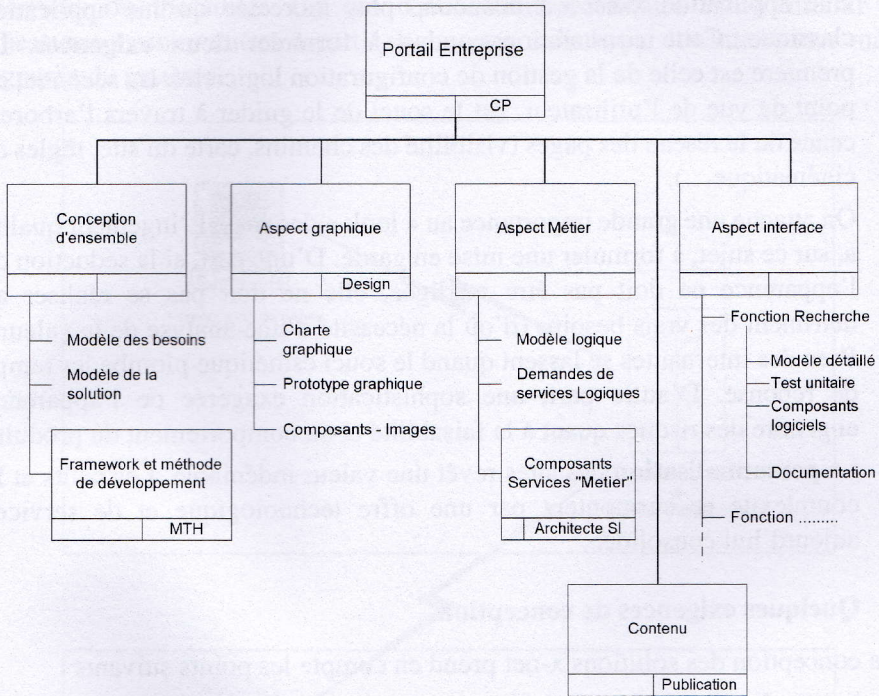 Portail Entreprise
CP
Conception
d'ensemble
Modèle des besoins
Modèle de la
solution
Framework et méthode
de développement
MTH
Aspect graphique
Design
Charte
graphique
Prototype graphique
Composants - Images
Aspect Métier
Modèle logique
Demande de
services Logiques
Composants
Services "Metier"
Architecte SI
Aspect interface
Fonction Recherche
Modèle détaillé
Test unitaire
Composants
logiciels
Documentation
Fonction .........
Contenu
Publication